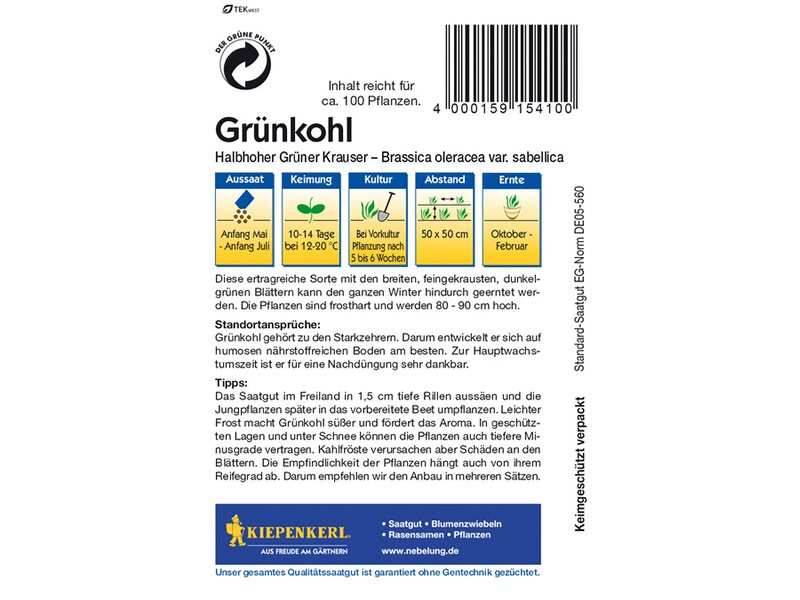 TEK WEST
DER GRÜNE PUNKT
Inhalt reicht für
ca. 100 Pflanzen.
4 000159 154100
Grünkohl
Halbhoher Grüner Krauser – Brassica oleracea var. sabellica
Aussaat
Anfang Mai
- Anfang Juli
Keimung
10-14 Tage
bei 12-20 °C
Kultur
Bei Vorkultur
Pflanzung nach
5 bis 6 Wochen
Abstand
50 x 50 cm
Ernte
Oktober -
Februar
Diese ertragreiche Sorte mit den breiten, feingekrausten, dunkel-
grünen Blättern kann den ganzen Winter hindurch geerntet wer-
den. Die Pflanzen sind frosthart und werden 80 - 90 cm hoch.
Standortansprüche:
Grünkohl gehört zu den Starkzehrern. Darum entwickelt er sich auf
humosen nährstoffreichen Boden am besten. Zur Hauptwachs-
tumszeit ist er für eine Nachdüngung sehr dankbar.
Tipps:
Das Saatgut im Freiland in 1,5 cm tiefe Rillen aussäen und die
Jungpflanzen später in das vorbereitete Beet umpflanzen. Leichter
Frost macht Grünkohl süßer und fördert das Aroma. In geschütz-
ten Lagen und unter Schnee können die Pflanzen auch tiefere Mi-
nusgrade vertragen. Kahlfröste verursachen aber Schäden an den
Blättern. Die Empfindlichkeit der Pflanzen hängt auch von ihrem
Reifegrad ab. Darum empfehlen wir den Anbau in mehreren Sätzen.
Standard-Saatgut EG-Norm DE05-560
Keimgeschützt verpackt
KIEPENKERL
AUS FREUDE AM GÄRTNERN
• Saatgut • Blumenzwiebeln
• Rasensamen • Pflanzen
www.nebelung.de
Unser gesamtes Qualitätssaatgut ist garantiert ohne Gentechnik gezüchtet.